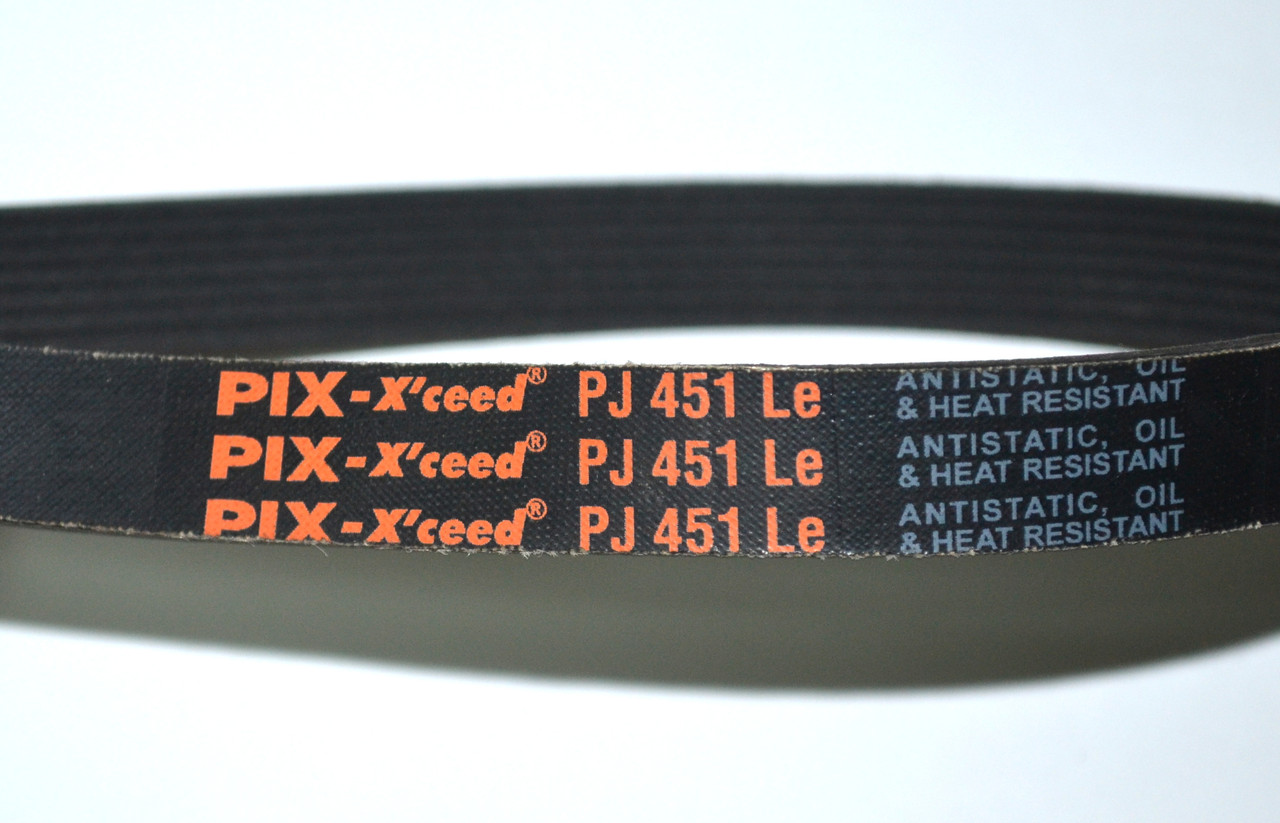 PIX-X'ceed® PJ 451 Le ANTISTATIC, OIL
& HEAT RESISTANT
PIX-X'ceed® PJ 451 Le ANTISTATIC, OIL
& HEAT RESISTANT
PIX-X'ceed® PJ 451 Le ANTISTATIC, OIL
& HEAT RESISTANT